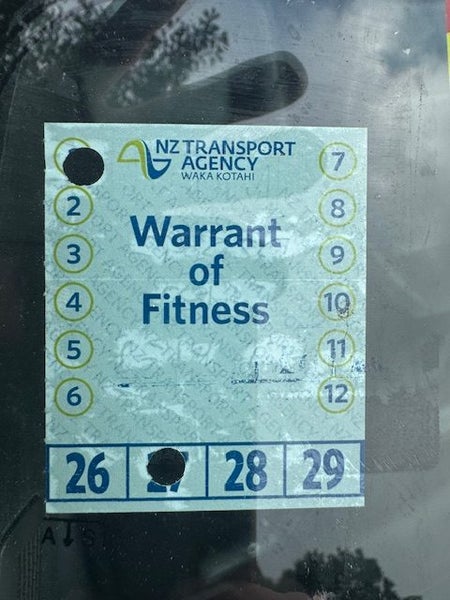 NZ TRANSPORT
AGENCY
WAKA KOTAHI
Warrant
of
Fitness
2
3
4
5
6
7
8
9
10
11
12
26 28 29